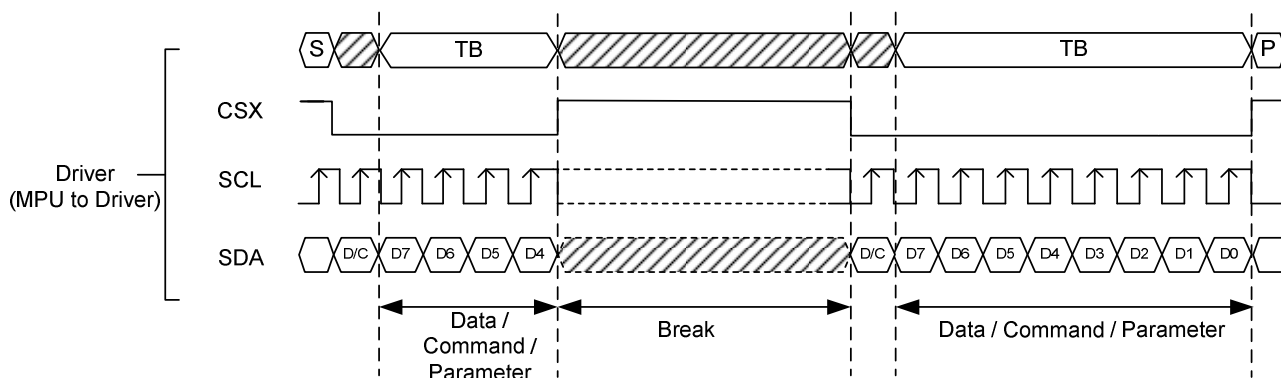 S TB TB P
CSX
Driver
(MPU to Driver)
SCL
SDA D/C D7 D6 D5 D4 D/C D7 D6 D5 D4 D3 D2 D1 D0
Data /
Command /
Parameter
Break
Data / Command / Parameter